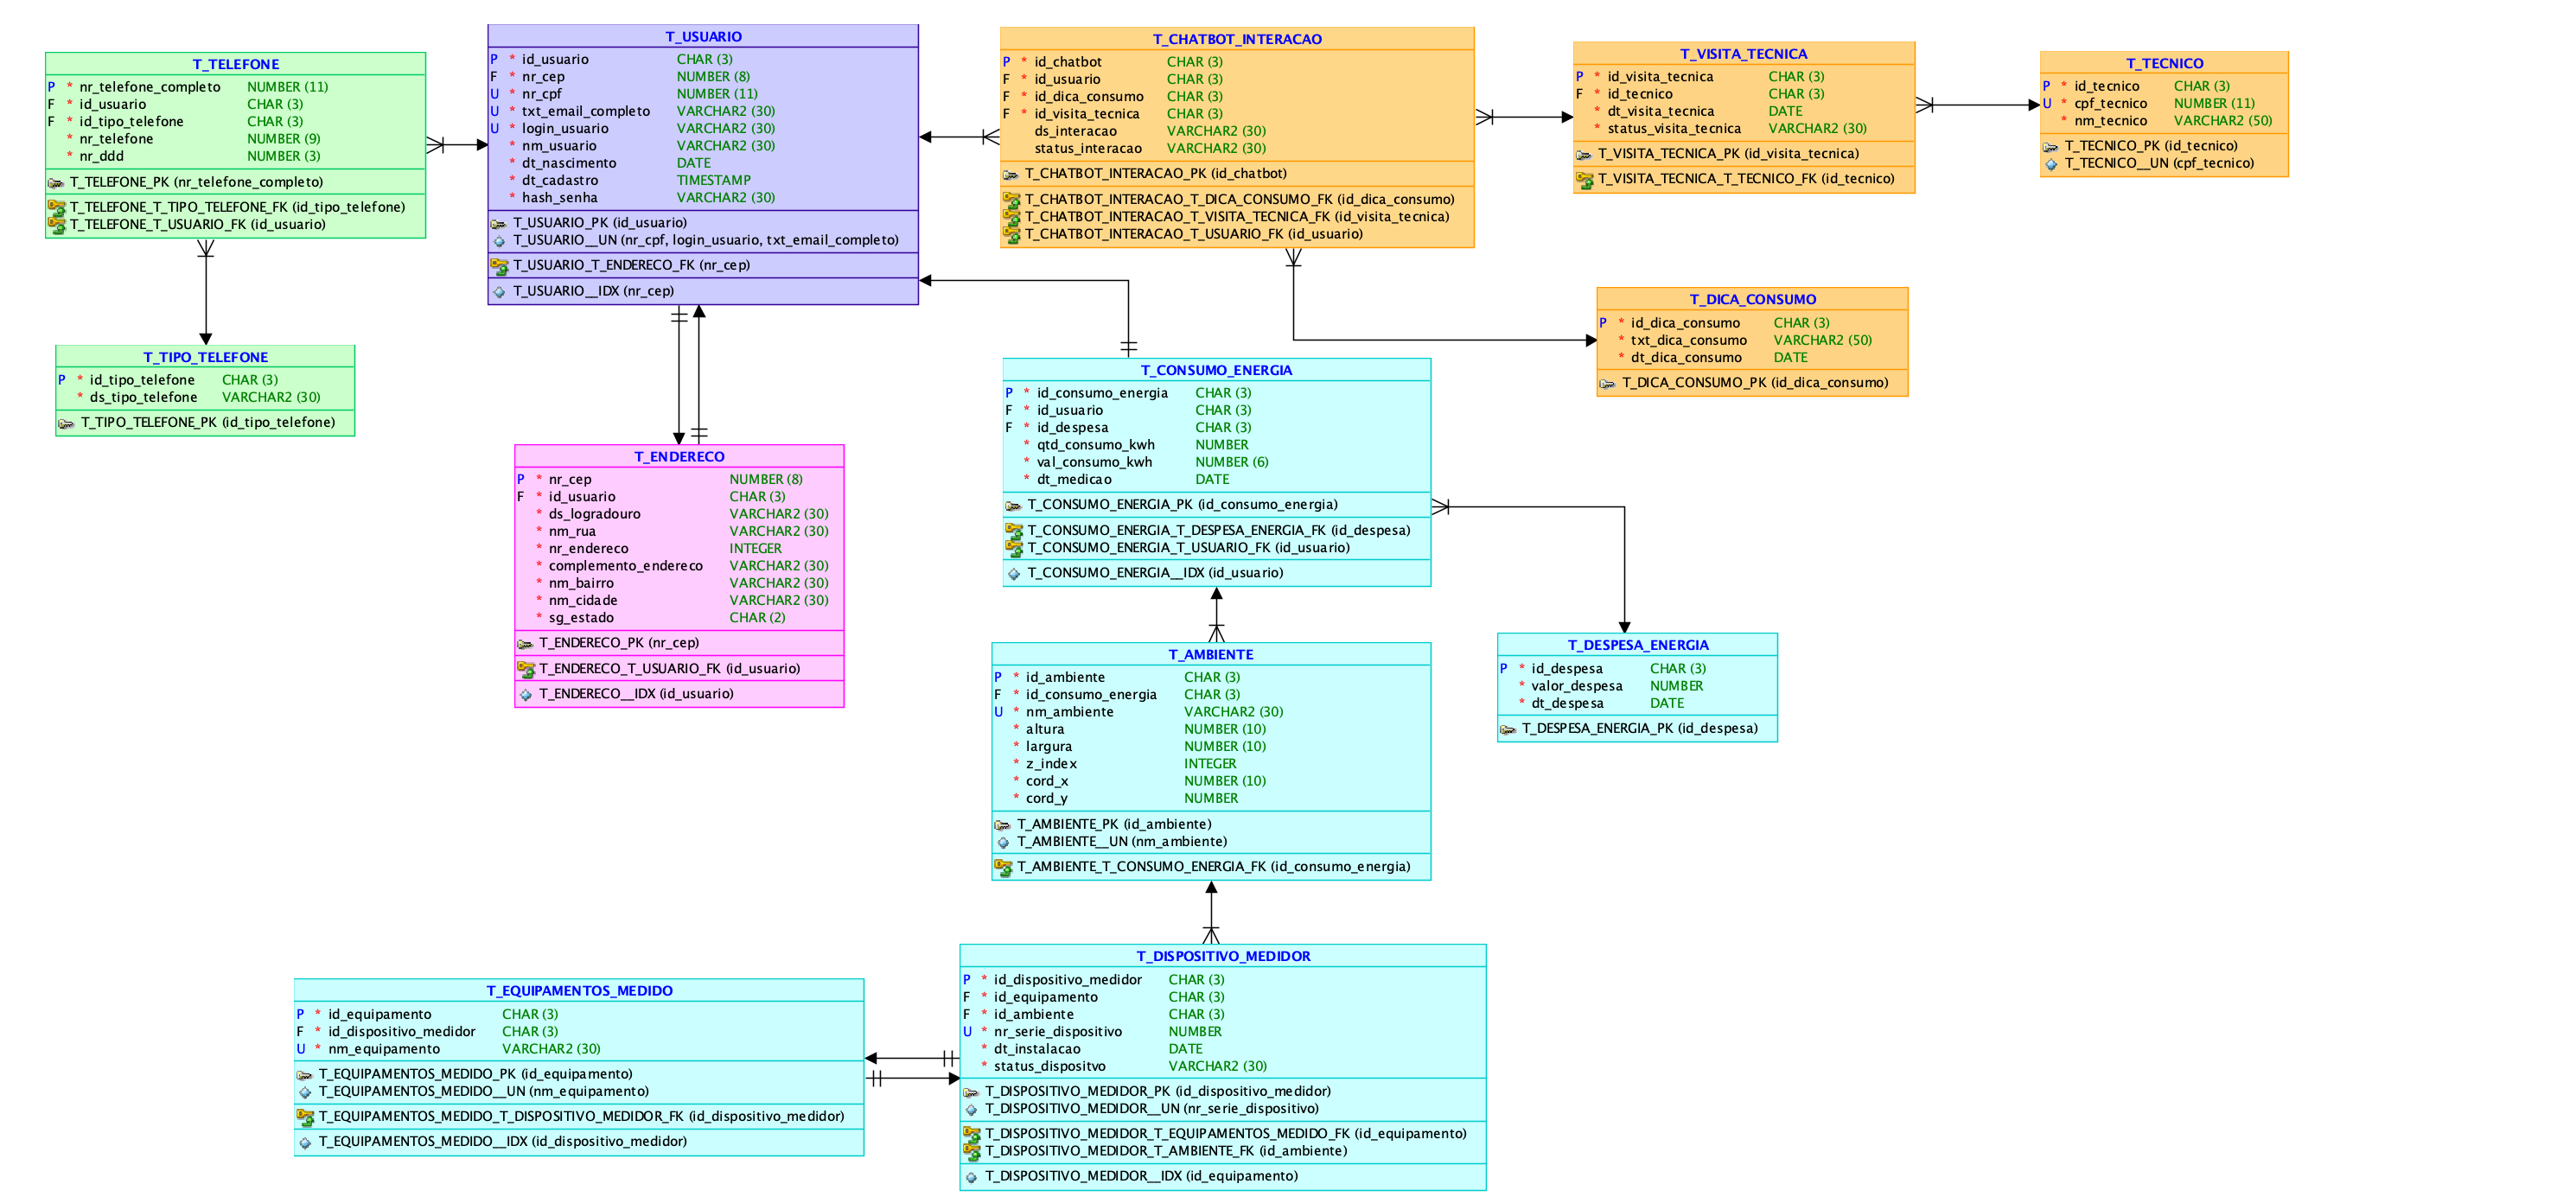 T_TELEFONE
P * nr_telefone_completo NUMBER (11)
F * id_usuario CHAR (3)
F * id_tipo_telefone CHAR (3)
* nr_telefone NUMBER (9)
* nr_ddd NUMBER (3)
T_TELEFONE_PK (nr_telefone_completo)
T_TELEFONE_T_TIPO_TELEFONE_FK (id_tipo_telefone)
T_TELEFONE_T_USUARIO_FK (id_usuario)
T_TIPO_TELEFONE
P * id_tipo_telefone CHAR (3)
* ds_tipo_telefone VARCHAR2 (30)
T_TIPO_TELEFONE_PK (id_tipo_telefone)
T_USUARIO
P * id_usuario CHAR (3)
F * nr_cep NUMBER (8)
U * nr_cpf NUMBER (11)
U * txt_email_completo VARCHAR2 (30)
U * login_usuario VARCHAR2 (30)
* nm_usuario VARCHAR2 (30)
* dt_nascimento DATE
* dt_cadastro TIMESTAMP
* hash_senha VARCHAR2 (30)
T_USUARIO_PK (id_usuario)
T_USUARIO__UN (nr_cpf, login_usuario, txt_email_completo)
T_USUARIO_T_ENDERECO_FK (nr_cep)
T_USUARIO__IDX (nr_cep)
T_ENDERECO
P * nr_cep NUMBER (8)
F * id_usuario CHAR (3)
* ds_logradouro VARCHAR2 (30)
* nm_rua VARCHAR2 (30)
* nr_endereco INTEGER
* complemento_endereco VARCHAR2 (30)
* nm_bairro VARCHAR2 (30)
* nm_cidade VARCHAR2 (30)
* sg_estado CHAR (2)
T_ENDERECO_PK (nr_cep)
T_ENDERECO_T_USUARIO_FK (id_usuario)
T_ENDERECO__IDX (id_usuario)
T_CHATBOT_INTERACAO
P * id_chatbot CHAR (3)
F * id_usuario CHAR (3)
F * id_dica_consumo CHAR (3)
F * id_visita_tecnica CHAR (3)
ds_interacao VARCHAR2 (30)
status_interacao VARCHAR2 (30)
T_CHATBOT_INTERACAO_PK (id_chatbot)
T_CHATBOT_INTERACAO_T_DICA_CONSUMO_FK (id_dica_consumo)
T_CHATBOT_INTERACAO_T_VISITA_TECNICA_FK (id_visita_tecnica)
T_CHATBOT_INTERACAO_T_USUARIO_FK (id_usuario)
T_VISITA_TECNICA
P * id_visita_tecnica CHAR (3)
F * id_tecnico CHAR (3)
* dt_visita_tecnica DATE
* status_visita_tecnica VARCHAR2 (30)
T_VISITA_TECNICA_PK (id_visita_tecnica)
T_VISITA_TECNICA_T_TECNICO_FK (id_tecnico)
T_TECNICO
P * id_tecnico CHAR (3)
U * cpf_tecnico NUMBER (11)
* nm_tecnico VARCHAR2 (50)
T_TECNICO_PK (id_tecnico)
T_TECNICO__UN (cpf_tecnico)
T_DICA_CONSUMO
P * id_dica_consumo CHAR (3)
* txt_dica_consumo VARCHAR2 (50)
* dt_dica_consumo DATE
T_DICA_CONSUMO_PK (id_dica_consumo)
T_CONSUMO_ENERGIA
P * id_consumo_energia CHAR (3)
F * id_usuario CHAR (3)
F * id_despesa CHAR (3)
* qtd_consumo_kwh NUMBER
* val_consumo_kwh NUMBER (6)
* dt_medicao DATE
T_CONSUMO_ENERGIA_PK (id_consumo_energia)
T_CONSUMO_ENERGIA_T_DESPESA_ENERGIA_FK (id_despesa)
T_CONSUMO_ENERGIA_T_USUARIO_FK (id_usuario)
T_CONSUMO_ENERGIA__IDX (id_usuario)
T_DESPESA_ENERGIA
P * id_despesa CHAR (3)
* valor_despesa NUMBER
* dt_despesa DATE
T_DESPESA_ENERGIA_PK (id_despesa)
T_AMBIENTE
P * id_ambiente CHAR (3)
F * id_consumo_energia CHAR (3)
U * nm_ambiente VARCHAR2 (30)
* altura NUMBER (10)
* largura NUMBER (10)
* z_index INTEGER
* cord_x NUMBER (10)
* cord_y NUMBER
T_AMBIENTE_PK (id_ambiente)
T_AMBIENTE__UN (nm_ambiente)
T_AMBIENTE_T_CONSUMO_ENERGIA_FK (id_consumo_energia)
T_EQUIPAMENTOS_MEDIDO
P * id_equipamento CHAR (3)
F * id_dispositivo_medidor CHAR (3)
U * nm_equipamento VARCHAR2 (30)
T_EQUIPAMENTOS_MEDIDO_PK (id_equipamento)
T_EQUIPAMENTOS_MEDIDO__UN (nm_equipamento)
T_EQUIPAMENTOS_MEDIDO_T_DISPOSITIVO_MEDIDOR_FK (id_dispositivo_medidor)
T_EQUIPAMENTOS_MEDIDO__IDX (id_dispositivo_medidor)
T_DISPOSITIVO_MEDIDOR
P * id_dispositivo_medidor CHAR (3)
F * id_equipamento CHAR (3)
F * id_ambiente CHAR (3)
U * nr_serie_dispositivo NUMBER
* dt_instalacao DATE
* status_dispositvo VARCHAR2 (30)
T_DISPOSITIVO_MEDIDOR_PK (id_dispositivo_medidor)
T_DISPOSITIVO_MEDIDOR__UN (nr_serie_dispositivo)
T_DISPOSITIVO_MEDIDOR_T_EQUIPAMENTOS_MEDIDO_FK (id_equipamento)
T_DISPOSITIVO_MEDIDOR_T_AMBIENTE_FK (id_ambiente)
T_DISPOSITIVO_MEDIDOR__IDX (id_equipamento)